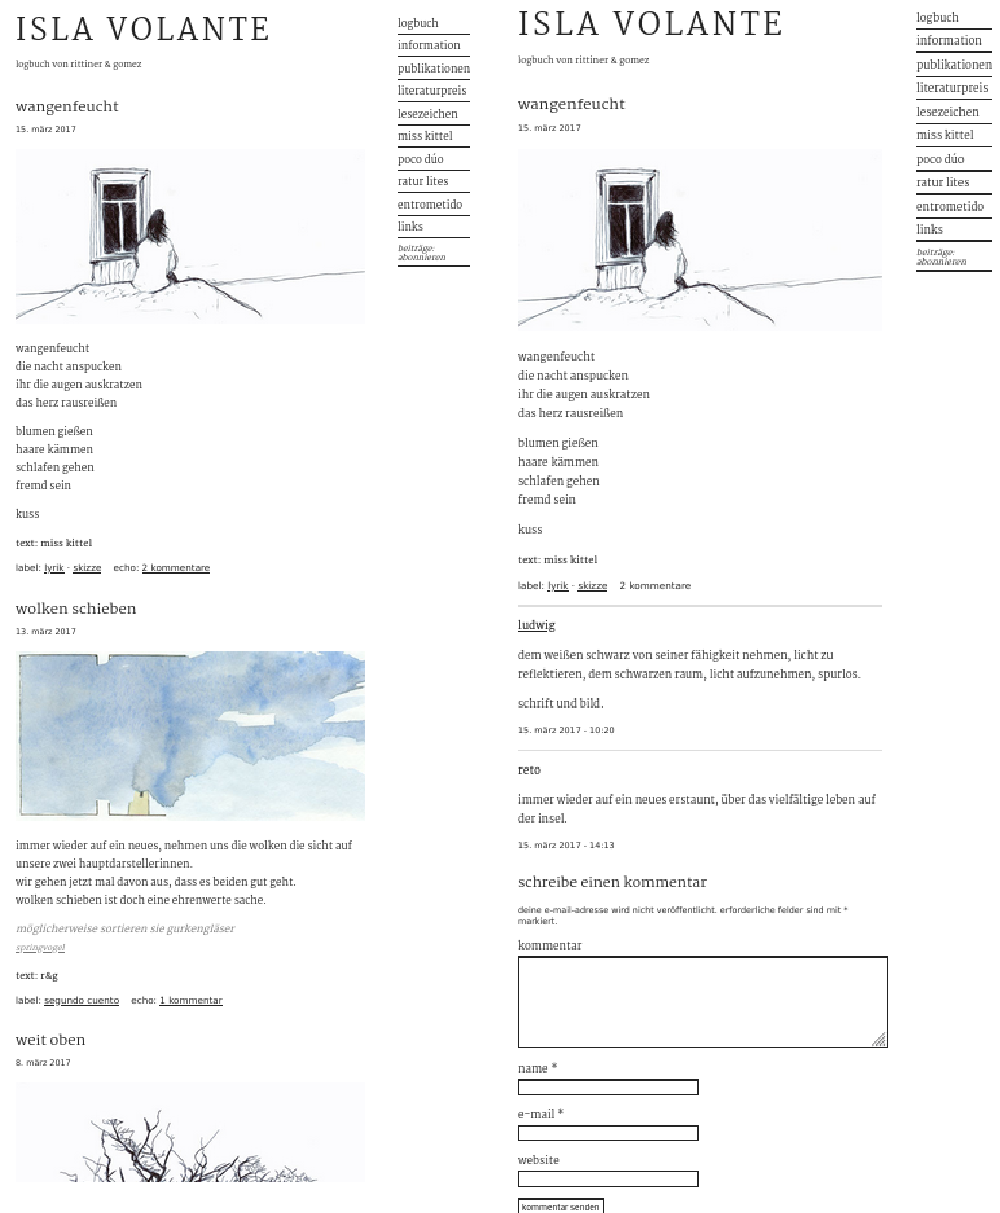 ISLA VOLANTE
logbuch von rittiner & gomez
wangenfeucht
15. märz 2017
wangenfeucht
die nacht anspucken
ihr die augen auskratzen
das herz rausreißen
blumen gießen
haare kämmen
schlafen gehen
fremd sein
kuss
text: miss kittel
label: lyrik - skizze echo: 2 kommentare
wolken schieben
13. märz 2017
immer wieder auf ein neues, nehmen uns die wolken die sicht auf
unsere zwei hauptdarstellerinnen.
wir gehen jetzt mal davon aus, dass es beiden gut geht.
wolken schieben ist doch eine ehrenwerte sache.
möglicherweise sortieren sie gurkengläser
springvogel
text: r&g
label: segundo cuento echo: 1 kommentar
weit oben
8. märz 2017
logbuch
information
publikationen
literaturpreis
lesezeichen
miss kittel
poco dúo
ratur lites
entrometido
links
beiträge:
abonnieren
ISLA VOLANTE
logbuch von rittiner & gomez
wangenfeucht
15. märz 2017
wangenfeucht
die nacht anspucken
ihr die augen auskratzen
das herz rausreißen
blumen gießen
haare kämmen
schlafen gehen
fremd sein
kuss
text: miss kittel
label: lyrik - skizze 2 kommentare
ludwig
dem weißen schwarz von seiner fähigkeit nehmen, licht zu
reflektieren, dem schwarzen raum, licht aufzunehmen, spurlos.
schrift und bild.
15. märz 2017 - 10:20
reto
immer wieder auf ein neues erstaunt, über das vielfältige leben auf
der insel.
15. märz 2017 - 14:13
schreibe einen kommentar
deine e-mail-adresse wird nicht veröffentlicht. erforderliche felder sind mit *
markiert.
kommentar
name *
e-mail *
website
kommentar senden
logbuch
information
publikationen
literaturpreis
lesezeichen
miss kittel
poco dúo
ratur lites
entrometido
links
beiträge:
abonnieren